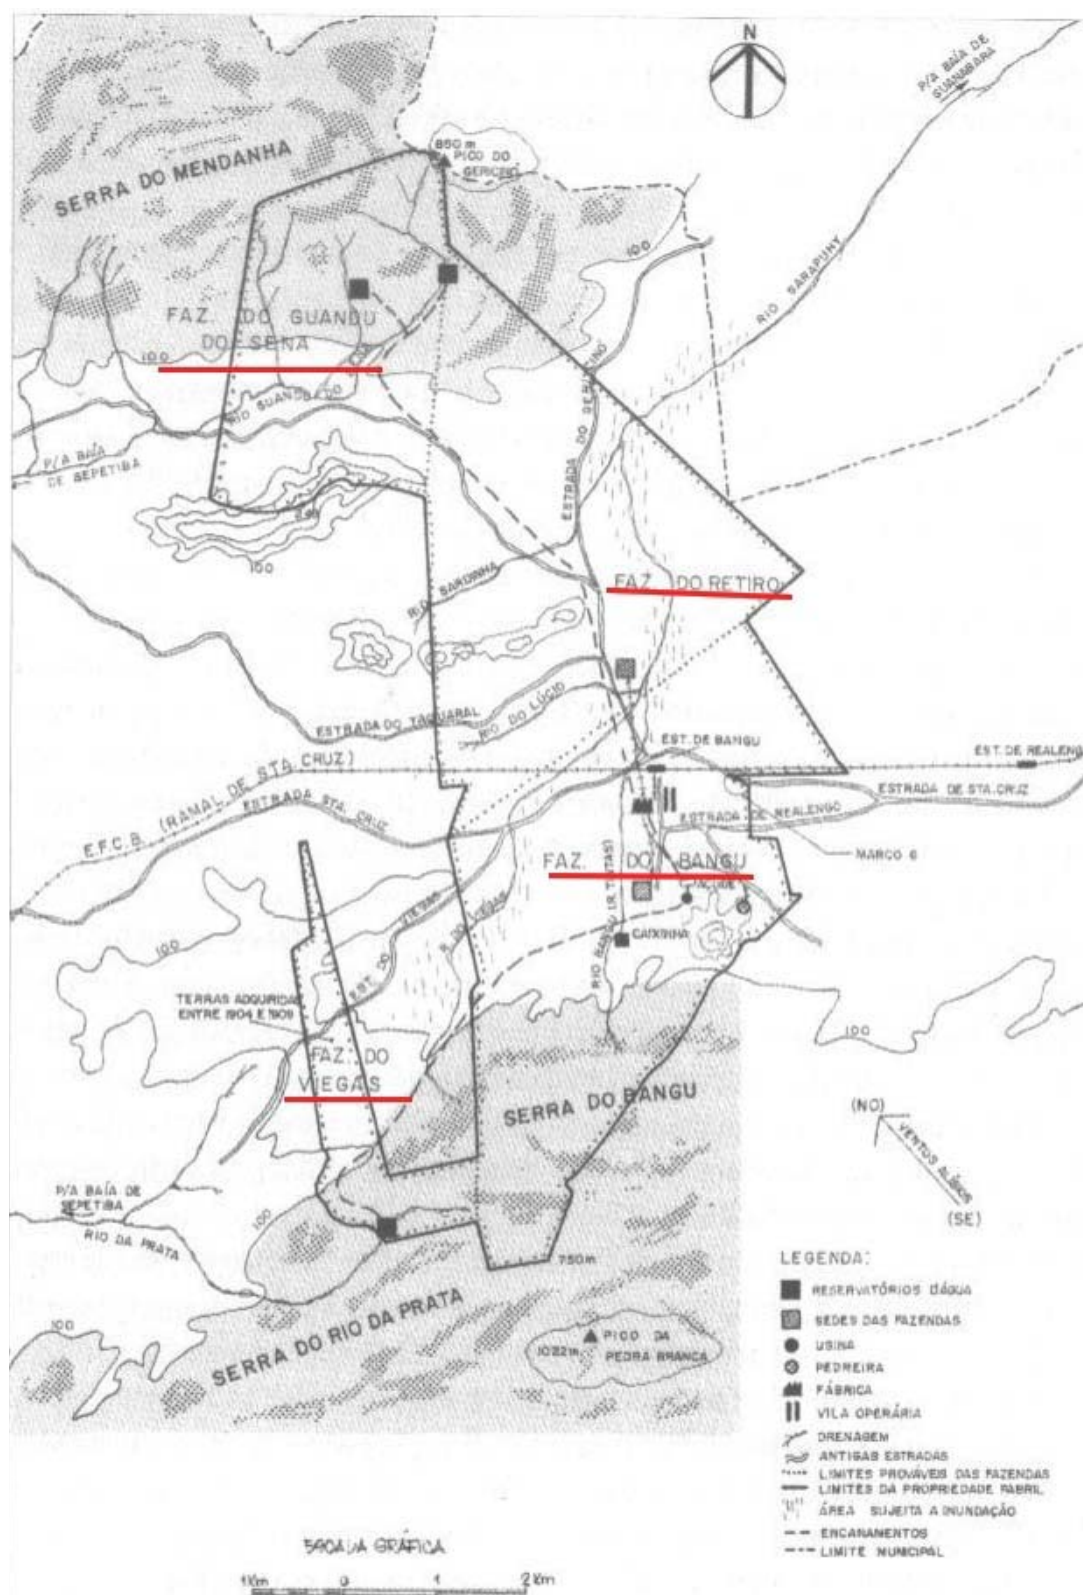 N
P/A BAÍA DE
GUANABARA
SERRA DO MENDANHA
850 m
PICO DO
GERICINÓ
100
RIO SARAPUHY
FAZ. DO GUANDU
DO SENA
100
RIO GUANDU DO SENA
ESTRADA DO GERICINÓ
P/A BAÍA
DE SEPETIBA
100
RIO SARDINHA
FAZ. DO RETIRO
ESTRADA DO TAQUARAL
RIO DO LÚCIO
EST. DE BANGU
EST. DE REALENGO
E.F.C.B. (RAMAL DE STA. CRUZ)
ESTRADA STA. CRUZ
ESTRADA DE STA. CRUZ
ESTRADA DE REALENGO
MARCO 6
FAZ. DO BANGU
RIO BANGU (R. TINTAS)
CAIXINHA
EST. DO VIEGAS
R. DO VIEGAS
100
TERRAS ADQUIRIDAS
ENTRE 1904 E 1909
100
FAZ. DO
VIEGAS
SERRA DO BANGU
(NO)
VENTOS ALÍSIOS
(SE)
P/A BAÍA DE
SEPETIBA
RIO DA PRATA
100
750m
SERRA DO RIO DA PRATA
100
1022m
PICO DA
PEDRA BRANCA
LEGENDA:
RESERVATÓRIOS D'ÁGUA
SEDES DAS FAZENDAS
USINA
PEDREIRA
FÁBRICA
VILA OPERÁRIA
DRENAGEM
ANTIGAS ESTRADAS
LIMITES PROVÁVEIS DAS FAZENDAS
LIMITES DA PROPRIEDADE FABRIL
ÁREA SUJEITA A INUNDAÇÃO
ENCANAMENTOS
LIMITE MUNICIPAL
ESCALA GRÁFICA
1Km 0 1 2Km